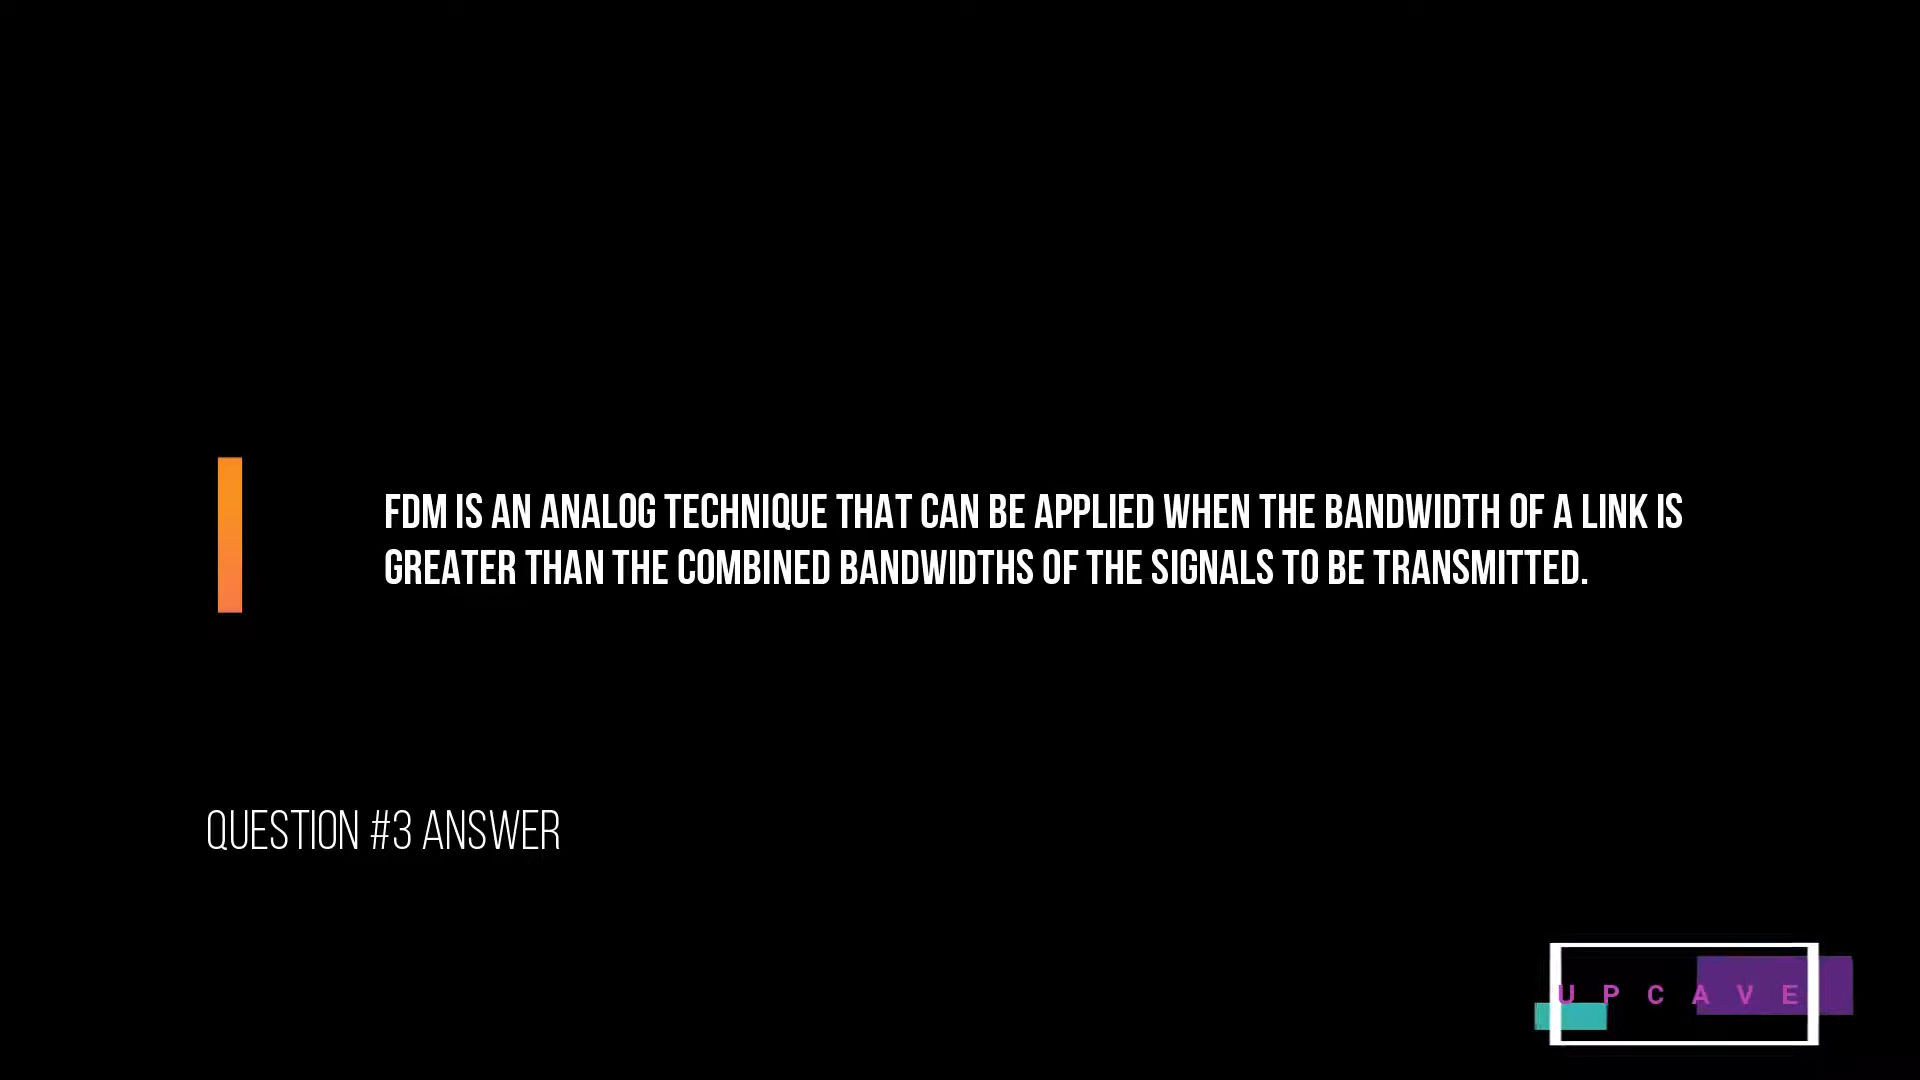 FDM IS AN ANALOG TECHNIQUE THAT CAN BE APPLIED WHEN THE BANDWIDTH OF A LINK IS
GREATER THAN THE COMBINED BANDWIDTHS OF THE SIGNALS TO BE TRANSMITTED.
QUESTION #3 ANSWER
UPCAVE